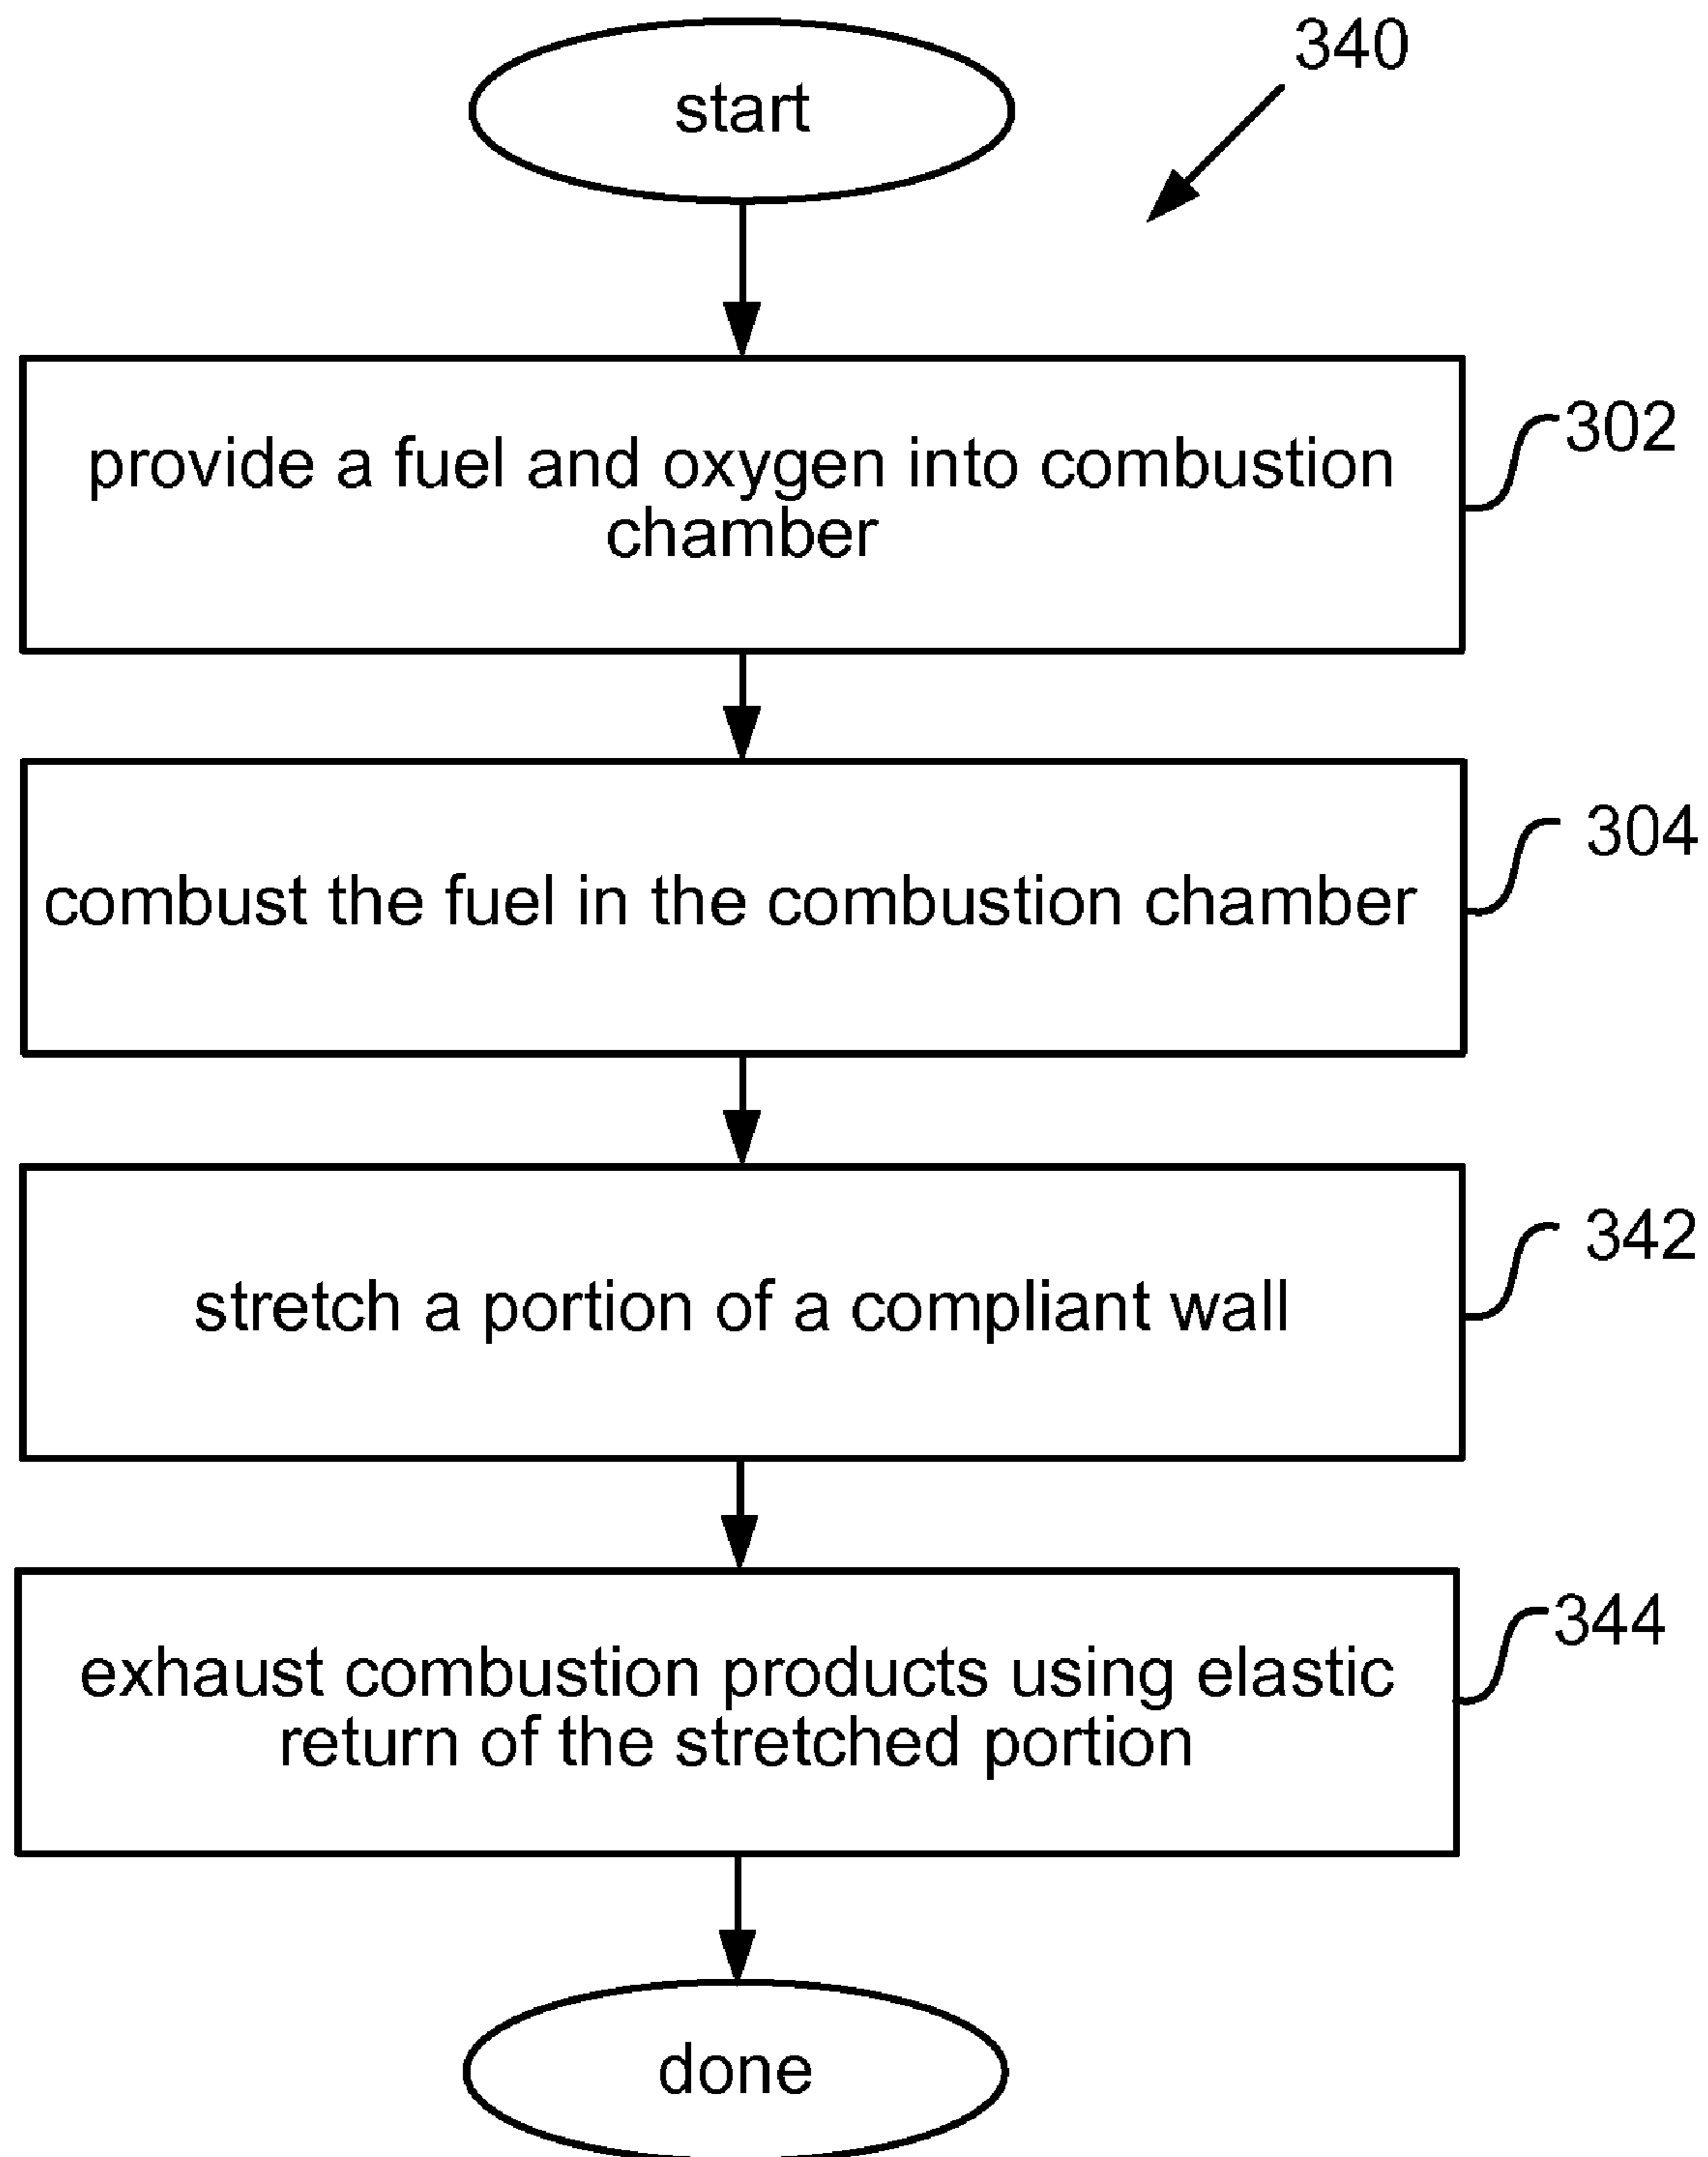 start
340
provide a fuel and oxygen into combustion
chamber
302
combust the fuel in the combustion chamber
304
stretch a portion of a compliant wall
342
exhaust combustion products using elastic
return of the stretched portion
344
done